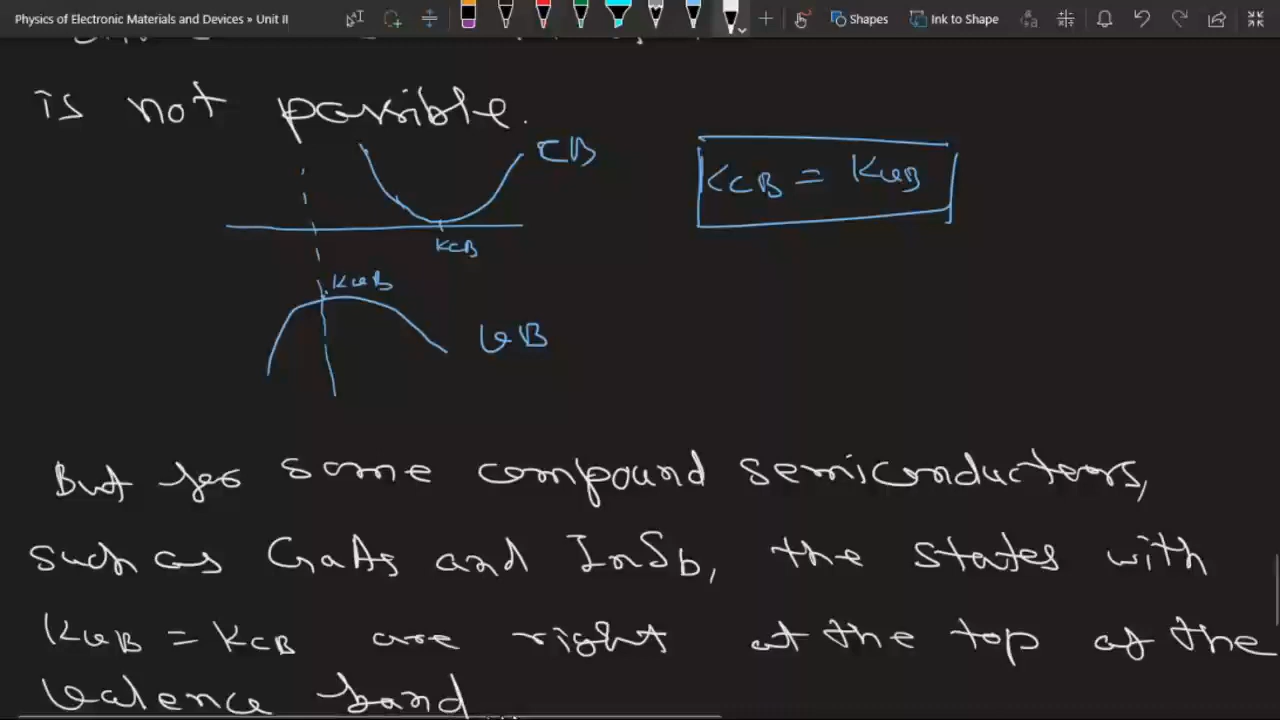 Physics of Electronic Materials and Devices » Unit II
Shapes
Ink to Shape
is not possible.
CB
KCB = KVB
KCB
KVB
VB
But for some compound semiconductors,
such as GaAs and InSb, the states with
KVB = KCB are right at the top of the
valence band